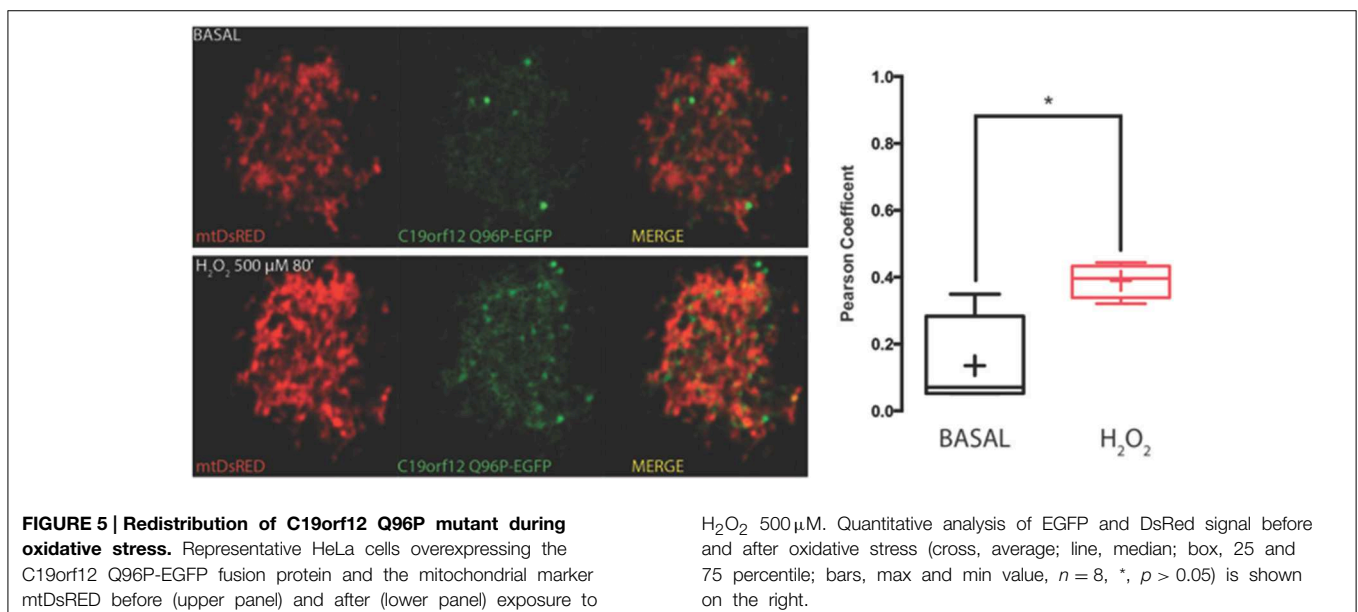 BASAL
mtDsRED C19orf12 Q96P-EGFP MERGE
H₂O₂ 500 µM 80'
mtDsRED C19orf12 Q96P-EGFP MERGE
Pearson Coefficent
1.0
0.8
0.6
0.4
0.2
0.0
*
BASAL H₂O₂
FIGURE 5 | Redistribution of C19orf12 Q96P mutant during
oxidative stress. Representative HeLa cells overexpressing the
C19orf12 Q96P-EGFP fusion protein and the mitochondrial marker
mtDsRED before (upper panel) and after (lower panel) exposure to
H₂O₂ 500 µM. Quantitative analysis of EGFP and DsRed signal before
and after oxidative stress (cross, average; line, median; box, 25 and
75 percentile; bars, max and min value, n = 8, *, p > 0.05) is shown
on the right.